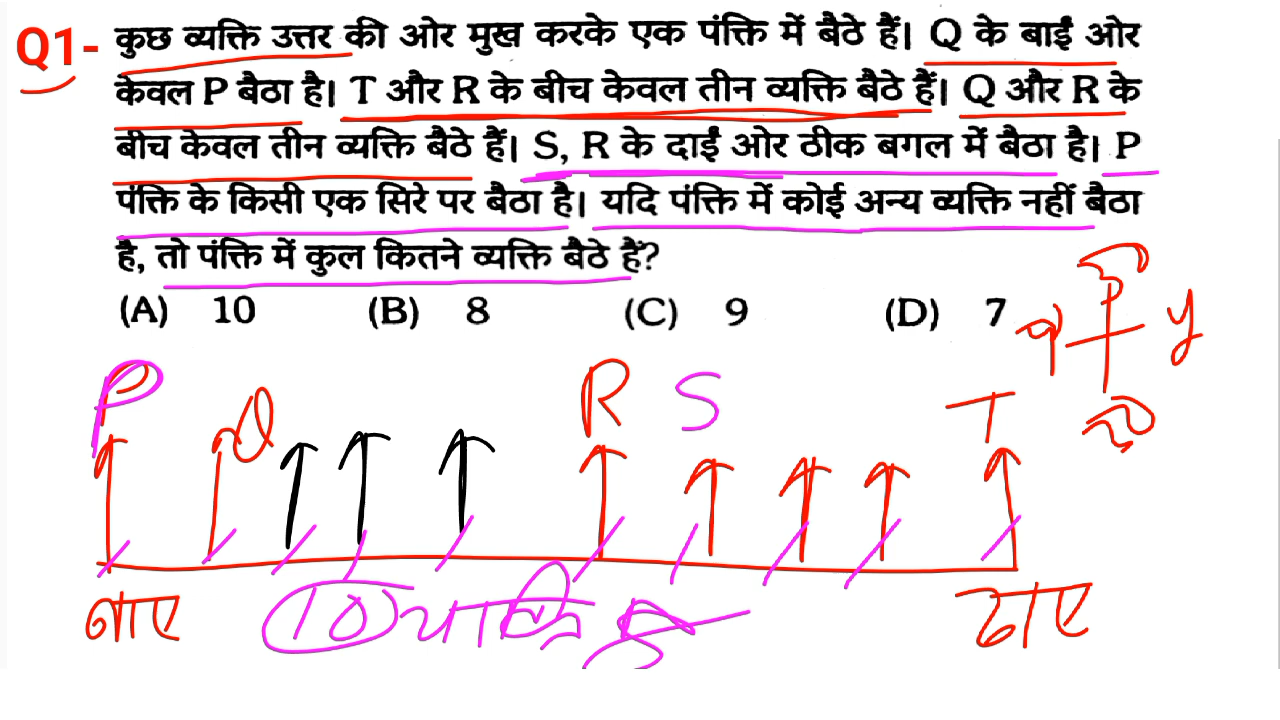 Q1- कुछ व्यक्ति उत्तर की ओर मुख करके एक पंक्ति में बैठे हैं। Q के बाईं ओर
केवल P बैठा है। T और R के बीच केवल तीन व्यक्ति बैठे हैं। Q और R के
बीच केवल तीन व्यक्ति बैठे हैं। S, R के दाईं ओर ठीक बगल में बैठा है। P
पंक्ति के किसी एक सिरे पर बैठा है। यदि पंक्ति में कोई अन्य व्यक्ति नहीं बैठा
है, तो पंक्ति में कुल कितने व्यक्ति बैठे हैं?
(A) 10 (B) 8 (C) 9 (D) 7
P Q R S T
10